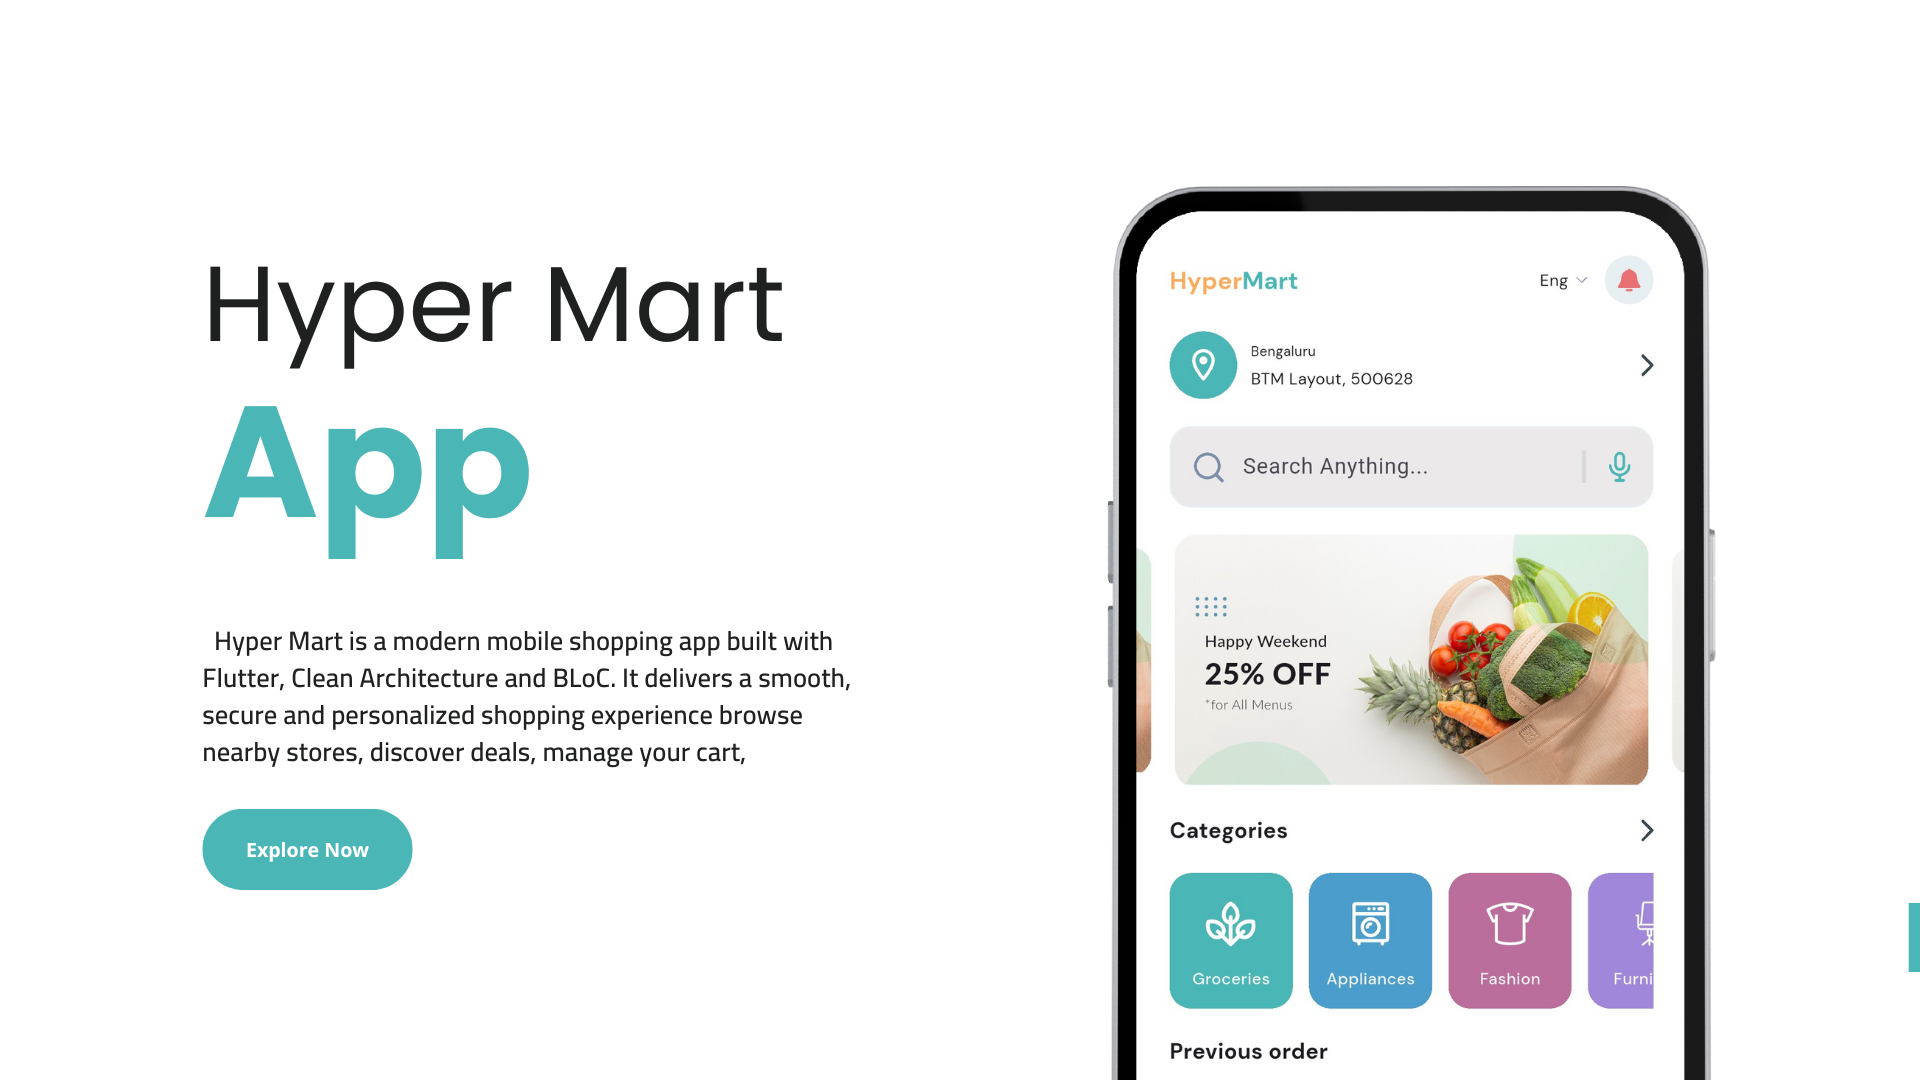 Hyper Mart
App
Hyper Mart is a modern mobile shopping app built with
Flutter, Clean Architecture and BLoC. It delivers a smooth,
secure and personalized shopping experience browse
nearby stores, discover deals, manage your cart,
Explore Now
HyperMart
Eng
Bengaluru
BTM Layout, 500628
Search Anything...
Happy Weekend
25% OFF
*for All Menus
Categories
Groceries
Appliances
Fashion
Furni
Previous order